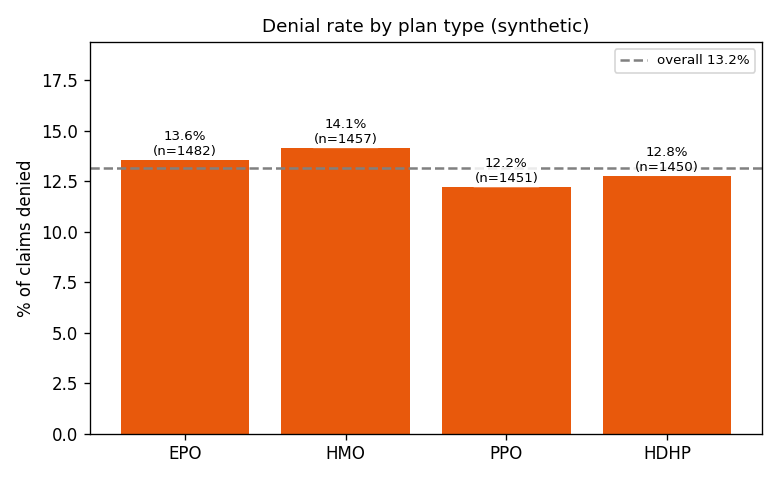 Denial rate by plan type (synthetic)
overall 13.2%
% of claims denied
17.5
15.0
12.5
10.0
7.5
5.0
2.5
0.0
13.6%
(n=1482)
14.1%
(n=1457)
12.2%
(n=1451)
12.8%
(n=1450)
EPO
HMO
PPO
HDHP